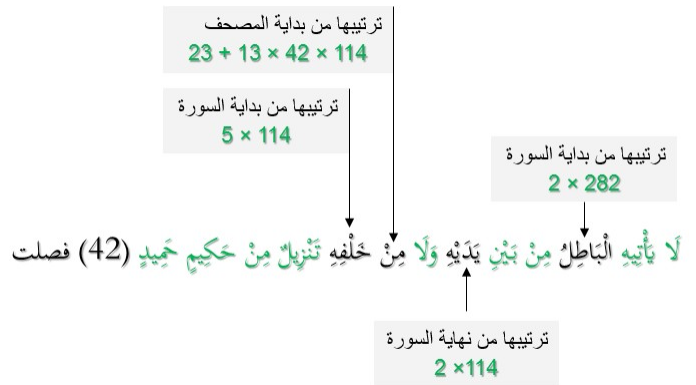 ترتيبها من بداية المصحف
114 × 42 × 13 + 23
ترتيبها من بداية السورة
5 × 114
ترتيبها من بداية السورة
2 × 282
لَا يَأْتِيهِ الْبَاطِلُ مِنْ بَيْنِ يَدَيْهِ وَلَا مِنْ خَلْفِهِ تَنْزِيلٌ مِنْ حَكِيمٍ حَمِيدٍ (42) فصلت
ترتيبها من نهاية السورة
2 ×114